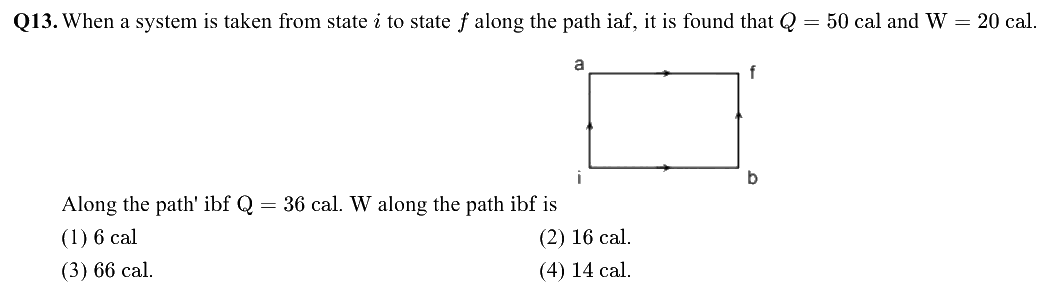 Q13. When a system is taken from state i to state f along the path iaf, it is found that Q = 50 cal and W = 20 cal.
a
f
i
b
Along the path' ibf Q = 36 cal. W along the path ibf is
(1) 6 cal
(2) 16 cal.
(3) 66 cal.
(4) 14 cal.